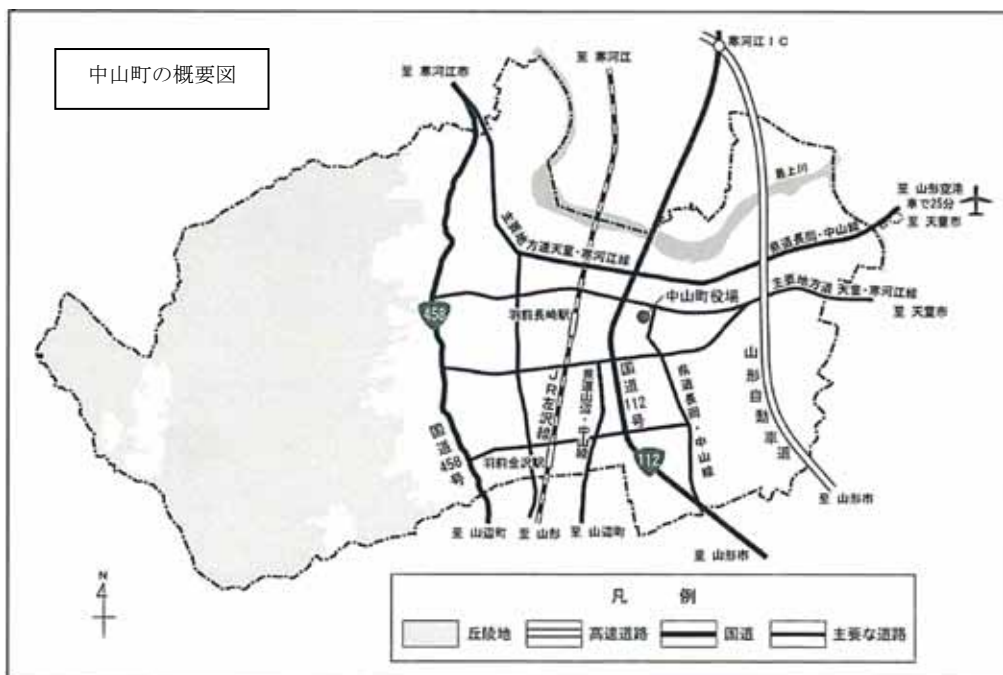 中山町の概要図
至 寒河江市
至 寒河江
寒河江IC
最上川
至 山形空港
車で25分
至 天童市
主要地方道天童・寒河江線
県道長岡・中山線
中山町役場
主要地方道 天童・寒河江線
至 天童市
458
羽前長崎駅
JR左沢線
県道山辺・中山線
国道112号
県道長岡・中山線
山形自動車道
国道458号
羽前金沢駅
112
至 山辺町
至 山形
至 山辺町
至 山形市
至 山形市
N
4
凡 例
丘陵地
高速道路
国道
主要な道路